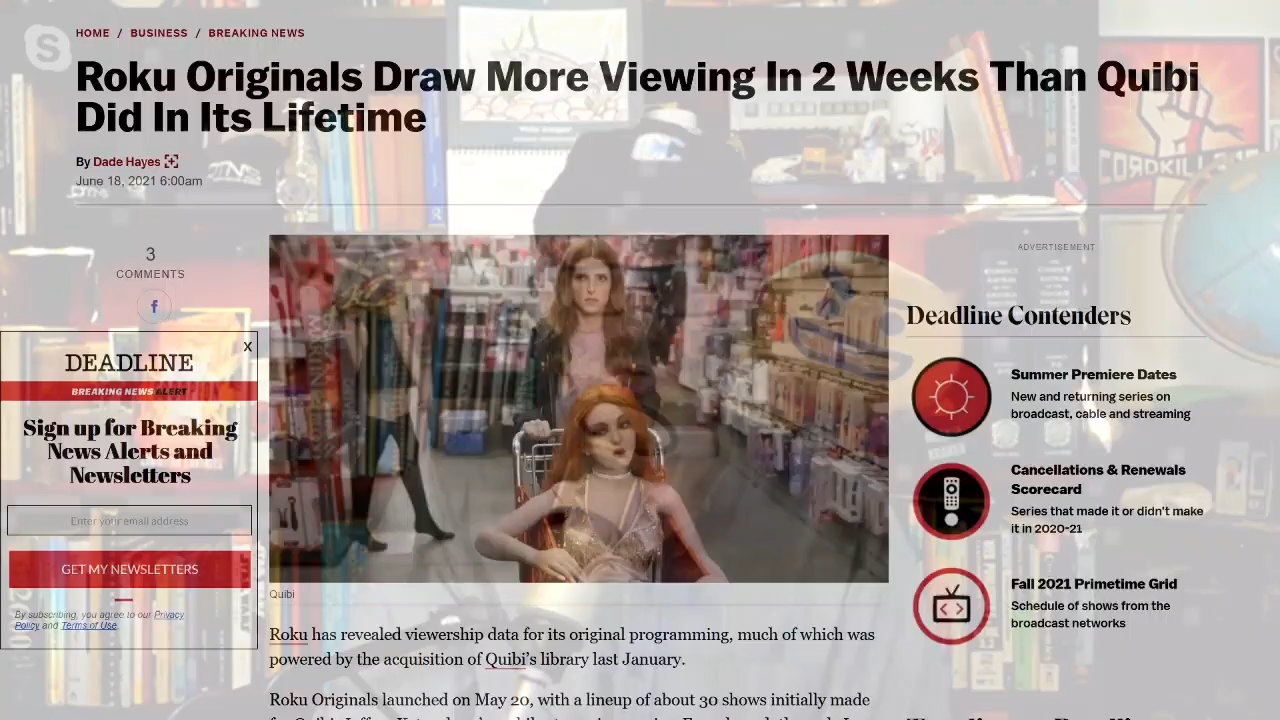 HOME / BUSINESS / BREAKING NEWS
Roku Originals Draw More Viewing In 2 Weeks Than Quibi
Did In Its Lifetime
By Dade Hayes
June 18, 2021 6:00am
3
COMMENTS
ADVERTISEMENT
X
DEADLINE
BREAKING NEWS ALERT
Sign up for Breaking
News Alerts and
Newsletters
Enter your email address
GET MY NEWSLETTERS
By subscribing, you agree to our Privacy
Policy and Terms of Use.
Quibi
Roku has revealed viewership data for its original programming, much of which was
powered by the acquisition of Quibi's library last January.
Roku Originals launched on May 20, with a lineup of about 30 shows initially made
Deadline Contenders
Summer Premiere Dates
New and returning series on
broadcast, cable and streaming
Cancellations & Renewals
Scorecard
Series that made it or didn't make
it in 2020-21
Fall 2021 Primetime Grid
Schedule of shows from the
broadcast networks